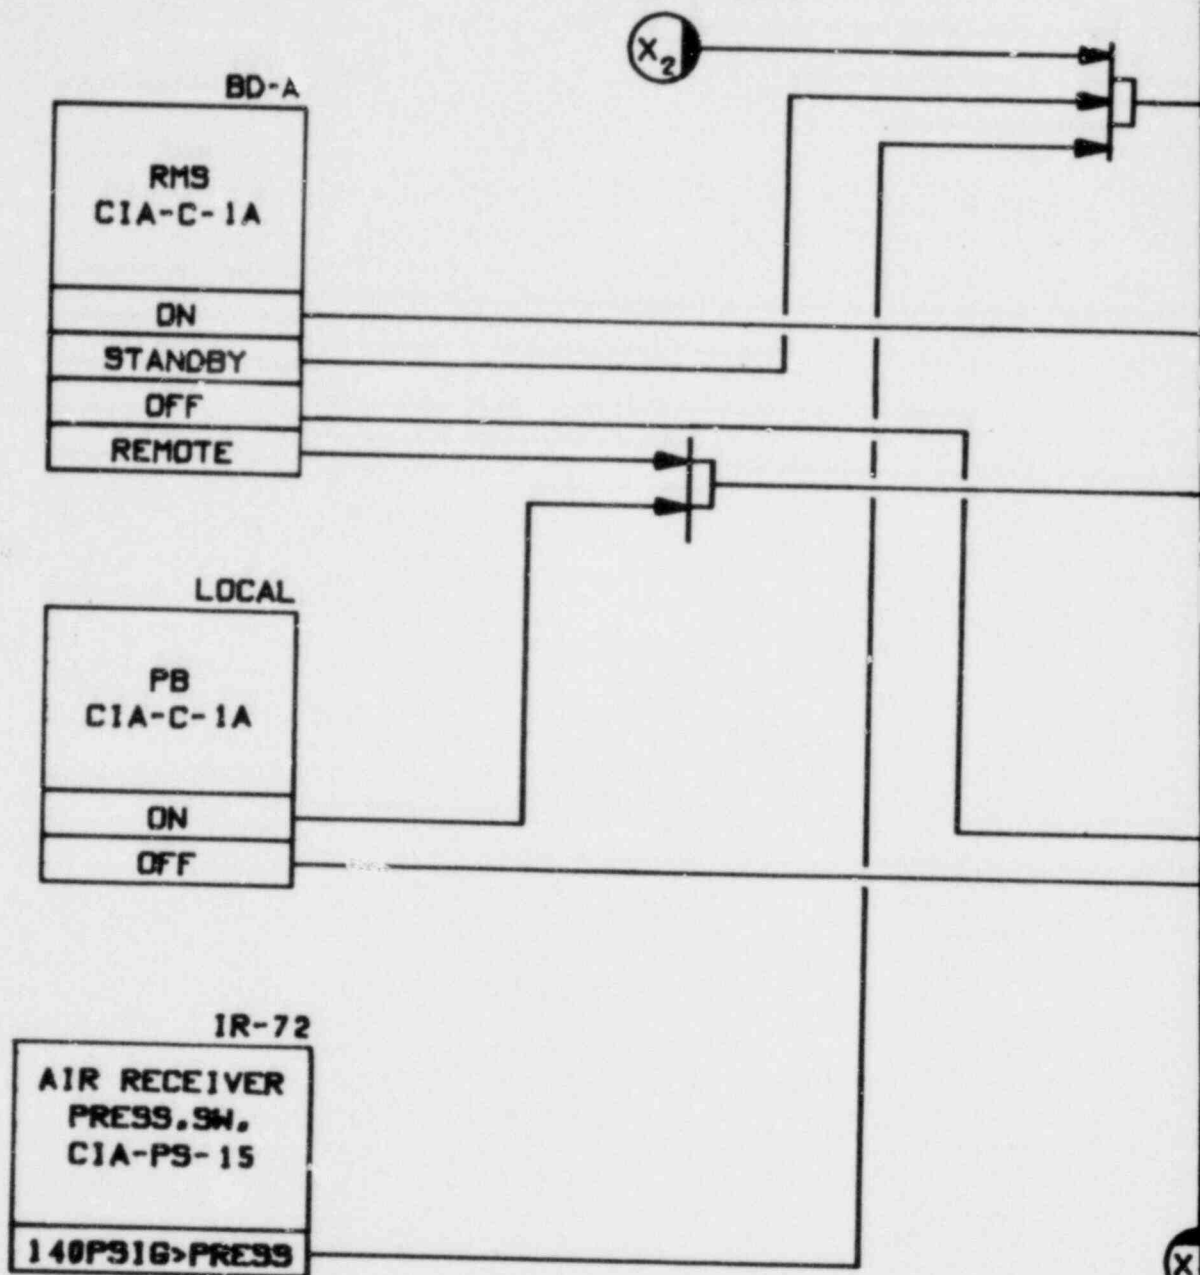 X2
BD-A
RMS
CIA-C-1A
ON
STANDBY
OFF
REMOTE
LOCAL
PB
CIA-C-1A
ON
OFF
IR-72
AIR RECEIVER
PRESS.SW.
CIA-PS-15
140PSIG>PRESS
X